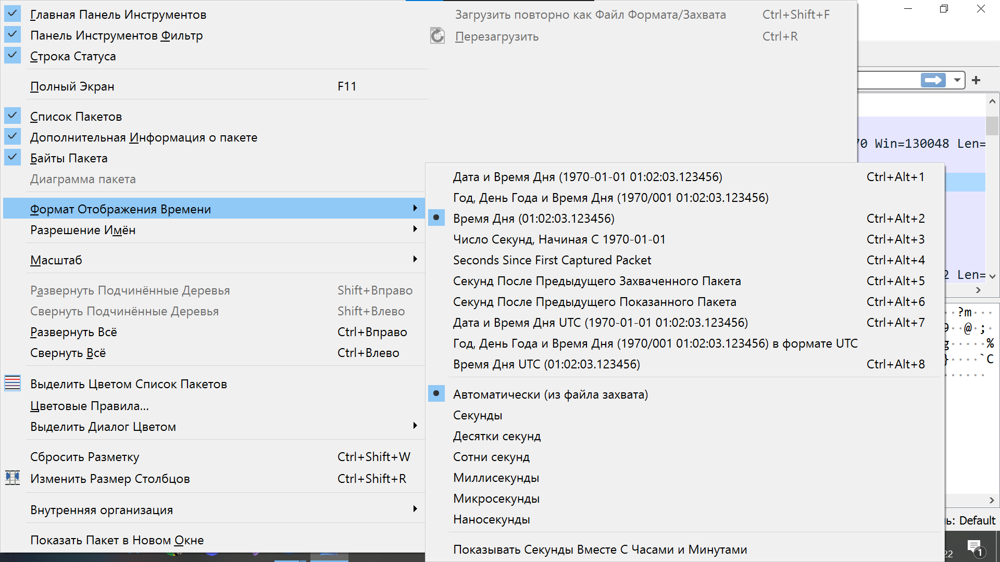 Главная Панель Инструментов
Панель Инструментов Фильтр
Строка Статуса
Полный Экран F11
Список Пакетов
Дополнительная Информация о пакете
Байты Пакета
Диаграмма пакета
Формат Отображения Времени
Разрешение Имён
Масштаб
Развернуть Подчинённые Деревья Shift+Вправо
Свернуть Подчинённые Деревья Shift+Влево
Развернуть Всё Ctrl+Вправо
Свернуть Всё Ctrl+Влево
Выделить Цветом Список Пакетов
Цветовые Правила...
Выделить Диалог Цветом
Сбросить Разметку Ctrl+Shift+W
Изменить Размер Столбцов Ctrl+Shift+R
Внутренняя организация
Показать Пакет в Новом Окне
Загрузить повторно как Файл Формата/Захвата Ctrl+Shift+F
Перезагрузить Ctrl+R
Дата и Время Дня (1970-01-01 01:02:03.123456) Ctrl+Alt+1
Год, День Года и Время Дня (1970/001 01:02:03.123456)
Время Дня (01:02:03.123456) Ctrl+Alt+2
Число Секунд, Начиная С 1970-01-01 Ctrl+Alt+3
Seconds Since First Captured Packet Ctrl+Alt+4
Секунд После Предыдущего Захваченного Пакета Ctrl+Alt+5
Секунд После Предыдущего Показанного Пакета Ctrl+Alt+6
Дата и Время Дня UTC (1970-01-01 01:02:03.123456) Ctrl+Alt+7
Год, День Года и Время Дня (1970/001 01:02:03.123456) в формате UTC
Время Дня UTC (01:02:03.123456) Ctrl+Alt+8
Автоматически (из файла захвата)
Секунды
Десятки секунд
Сотни секунд
Миллисекунды
Микросекунды
Наносекунды
Показывать Секунды Вместе С Часами и Минутами
70 Win=130048 Len=
2 Len=
··?m···
9··@·;·
g·····%
}····`C
······
ь: Default
22
1